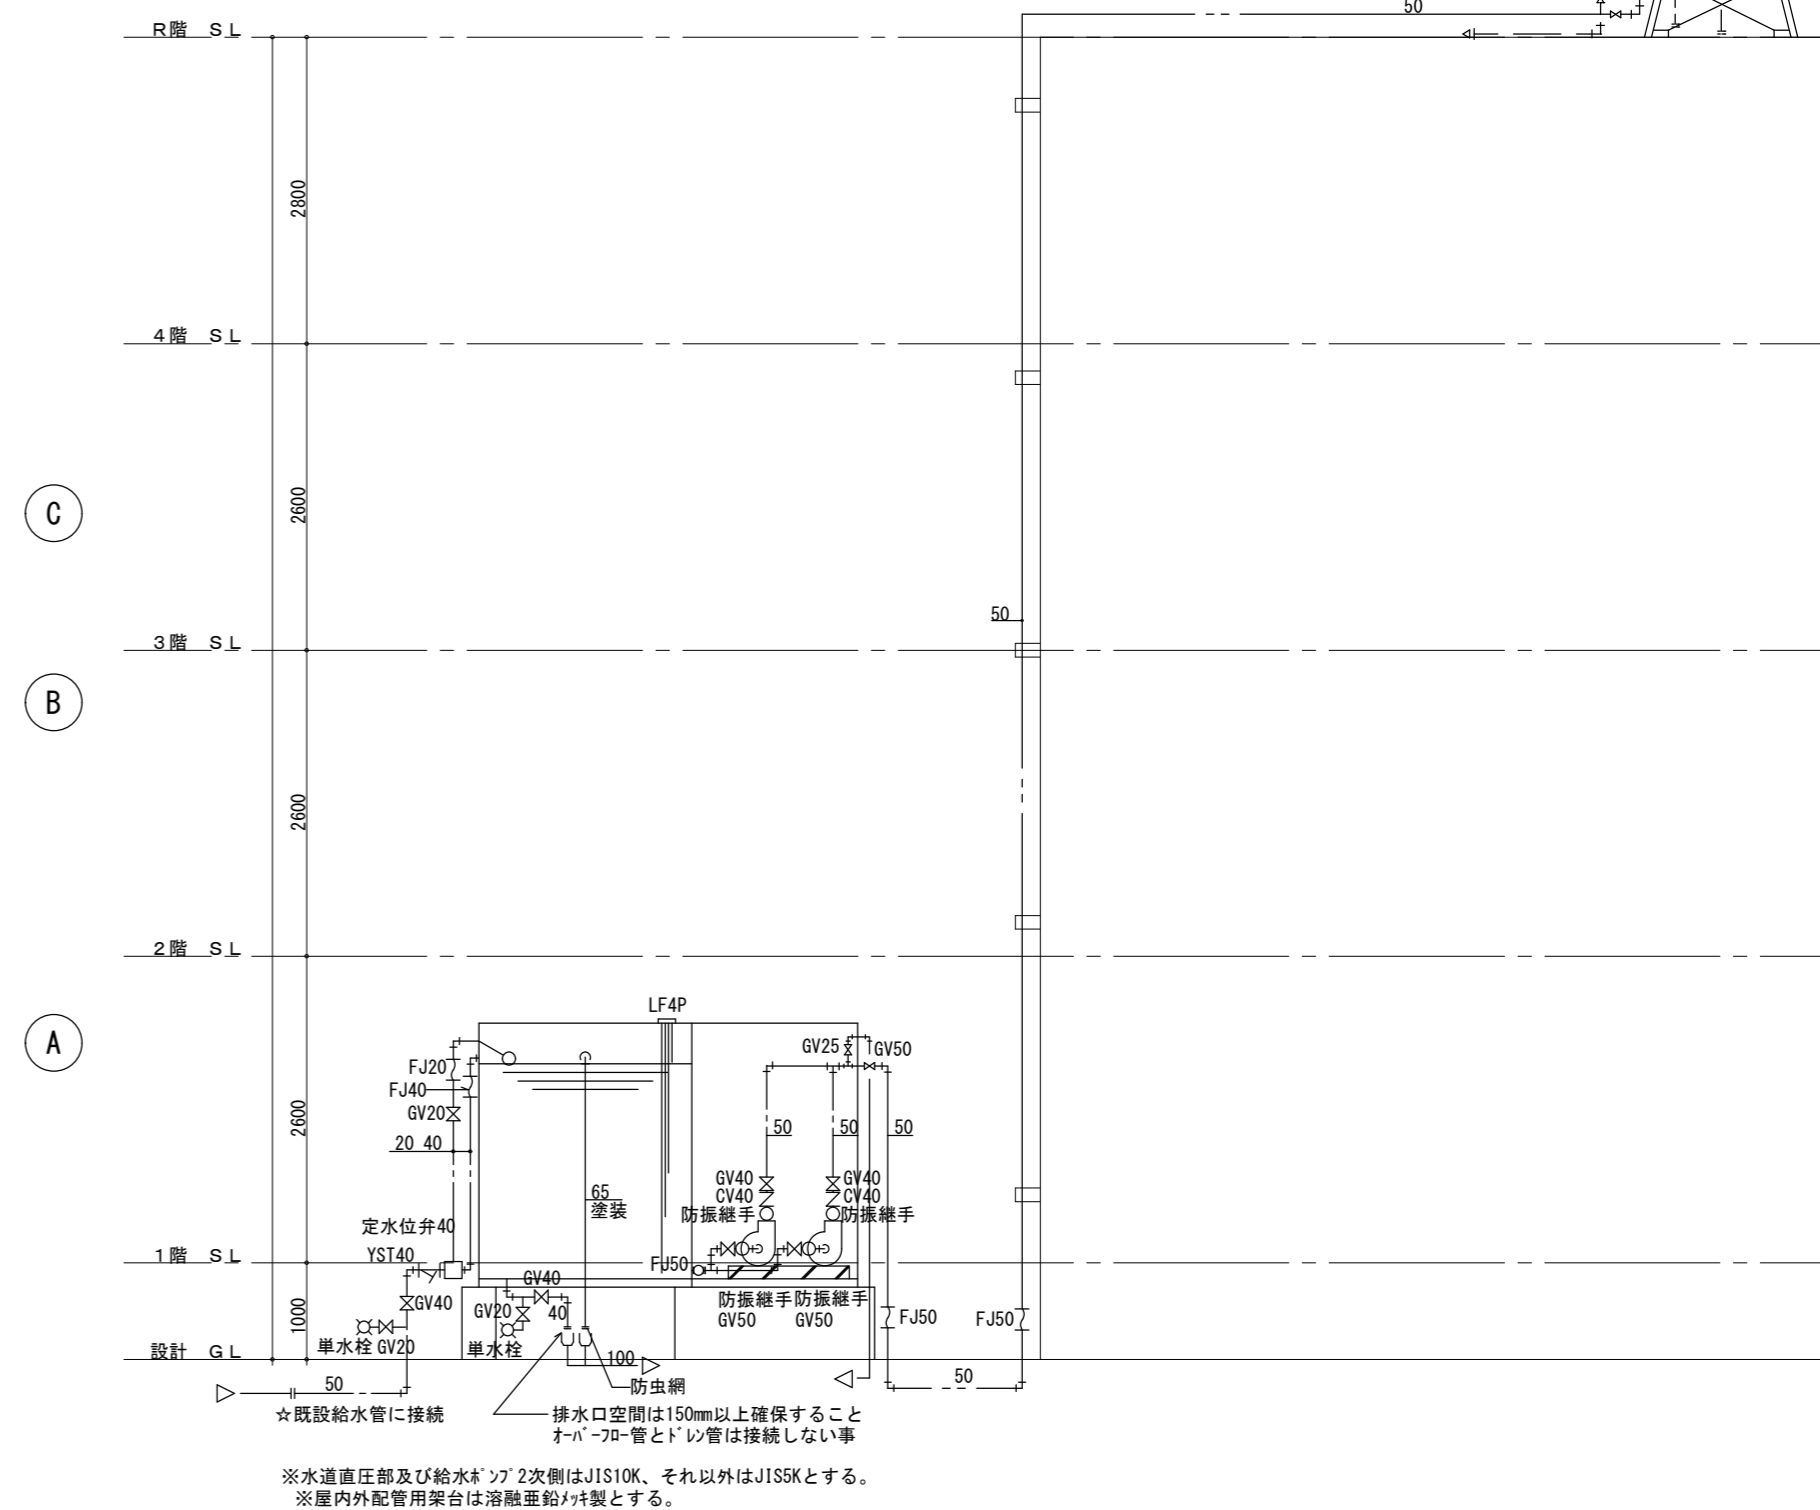 50
R階 SL
2800
4階 SL
C
2600
50
3階 SL
B
2600
2階 SL
A
LF4P
GV25 GV50
FJ20
FJ40
GV20
2600
20 40
50 50 50
GV40 GV40
CV40 CV40
65
塗装
防振継手 防振継手
定水位弁40
1階 SL
YST40
FJ50
GV40
GV40
GV20
40
防振継手 防振継手
GV50 GV50
1000
FJ50 FJ50
単水栓 GV20
単水栓
設計 GL
100
50
防虫網
50
☆既設給水管に接続
排水口空間は150mm以上確保すること
オーバーフロー管とドレン管は接続しない事
※水道直圧部及び給水ポンプ2次側はJIS10K、それ以外はJIS5Kとする。
※屋内外配管用架台は溶融亜鉛メッキ製とする。